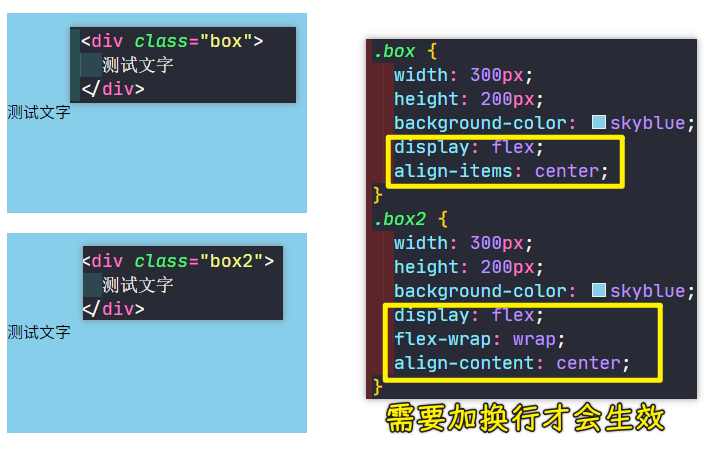 <div class="box">
测试文字
</div>
测试文字
<div class="box2">
测试文字
</div>
测试文字
.box {
width: 300px;
height: 200px;
background-color: skyblue;
display: flex;
align-items: center;
}
.box2 {
width: 300px;
height: 200px;
background-color: skyblue;
display: flex;
flex-wrap: wrap;
align-content: center;
}
需要加换行才会生效